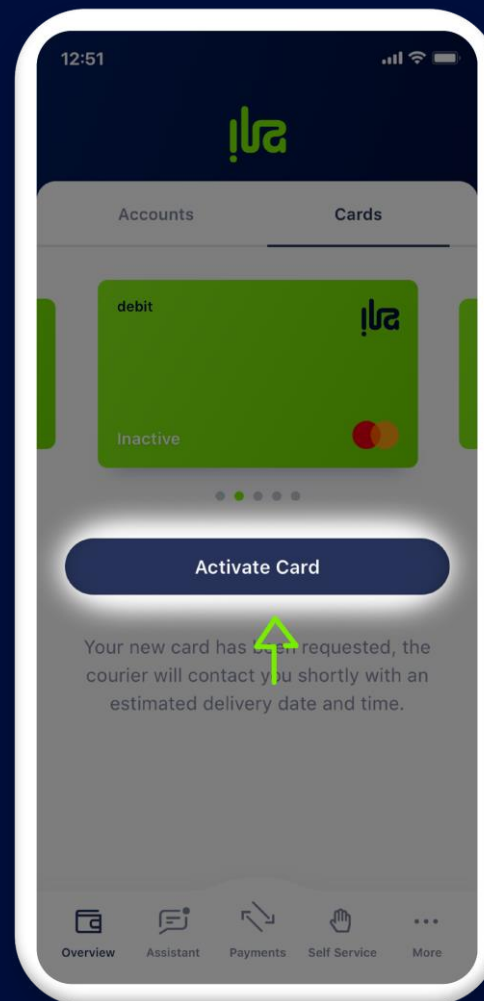 12:51
ila
Accounts Cards
debit ila
Inactive
Activate Card
Your new card has been requested, the
courier will contact you shortly with an
estimated delivery date and time.
Overview Assistant Payments Self Service More